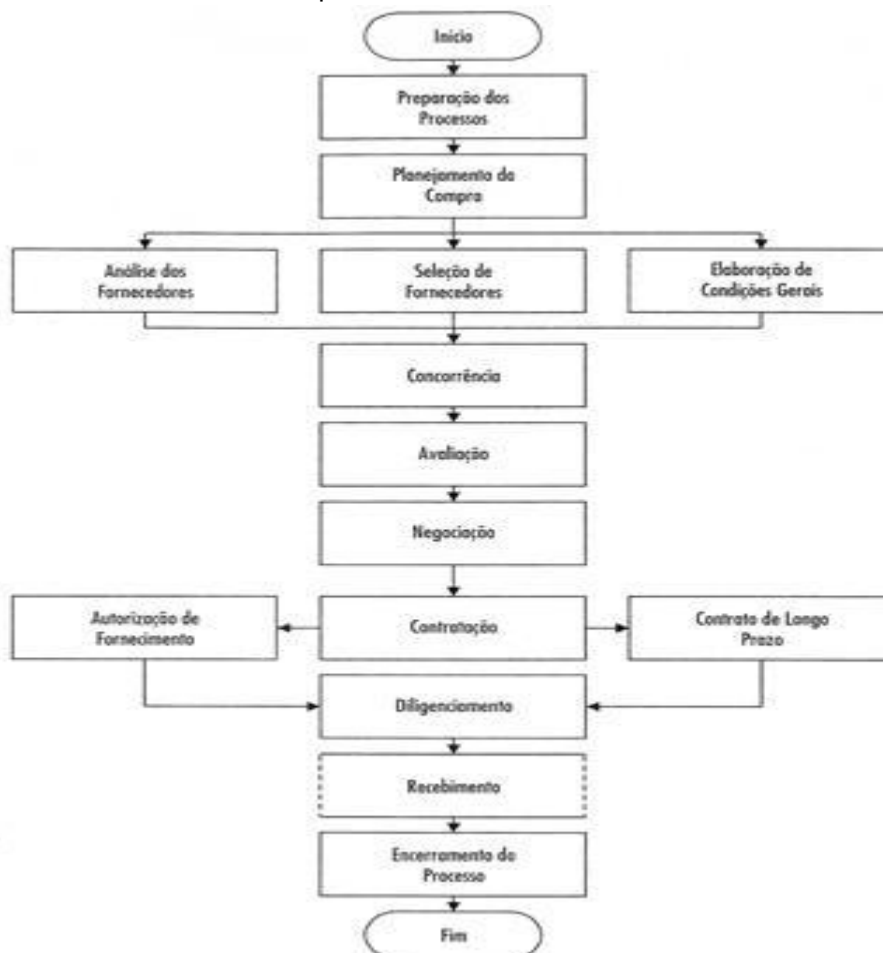 Início
Preparação dos
Processos
Planejamento da
Compra
Análise dos
Fornecedores
Seleção de
Fornecedores
Elaboração de
Condições Gerais
Concorrência
Avaliação
Negociação
Autorização de
Fornecimento
Contratação
Contrato de Longo
Prazo
Diligenciamento
Recebimento
Encerramento do
Processo
Fim